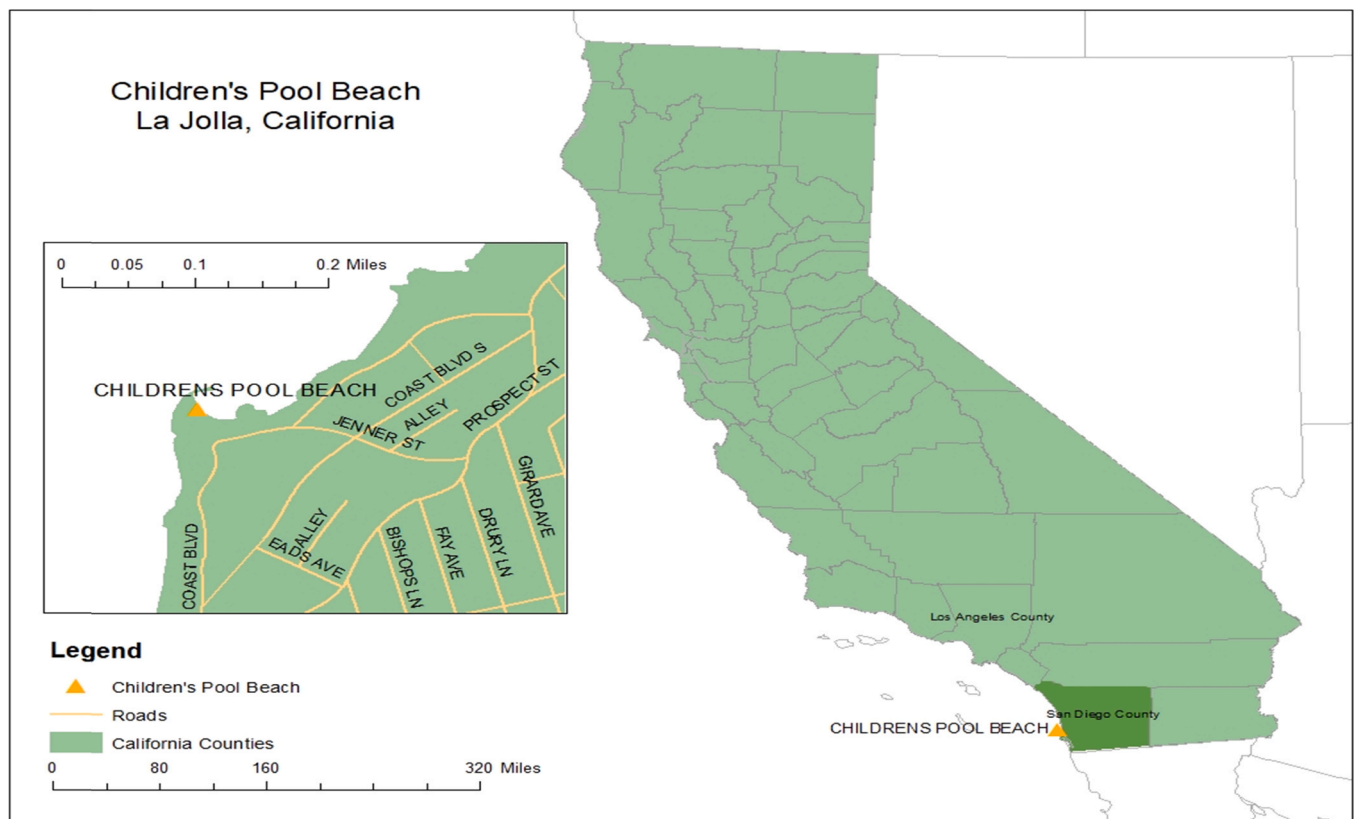 Children's Pool Beach
La Jolla, California
0 0.05 0.1 0.2 Miles
CHILDRENS POOL BEACH
COAST BLVD S
ALLEY
PROSPECT ST
JENNER ST
GIRARD AVE
ALLEY
EADS AVE
COAST BLVD
BISHOPS LN
FAY AVE
DRURY LN
Legend
Children's Pool Beach
Roads
California Counties
0 80 160 320 Miles
Los Angeles County
San Diego County
CHILDRENS POOL BEACH